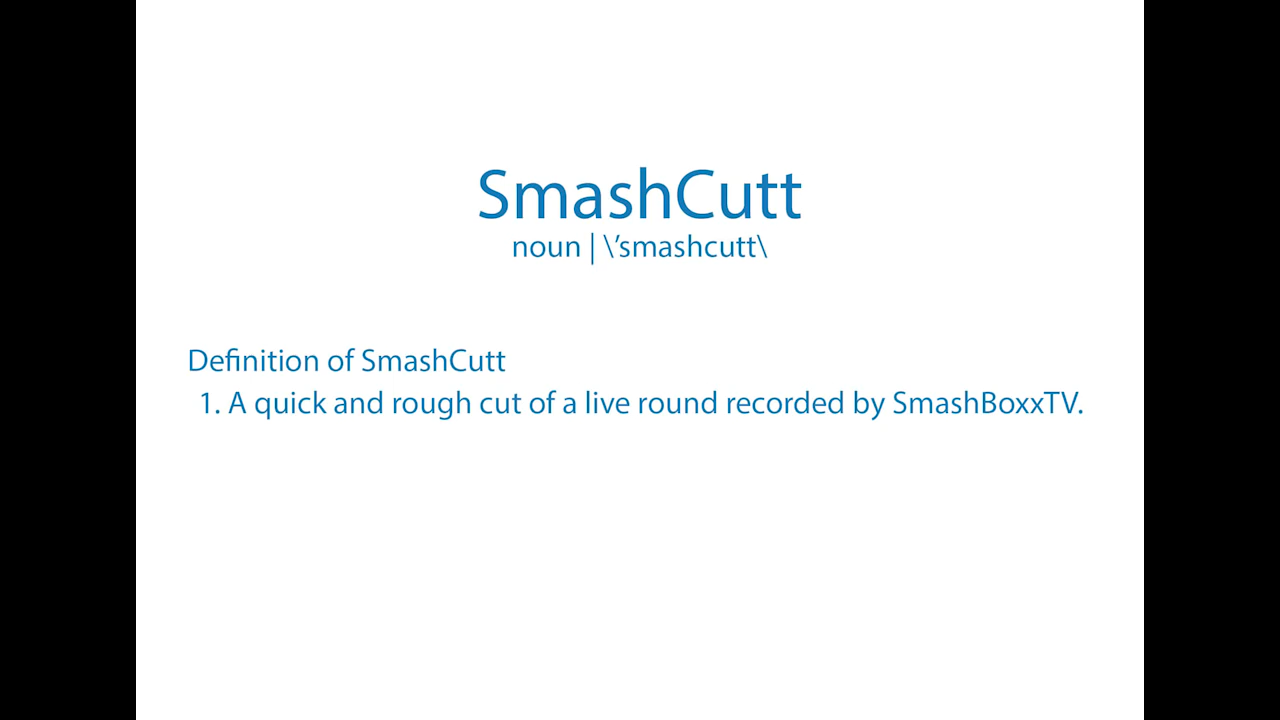 SmashCutt
noun | \’smashcutt\
Definition of SmashCutt
1. A quick and rough cut of a live round recorded by SmashBoxxTV.